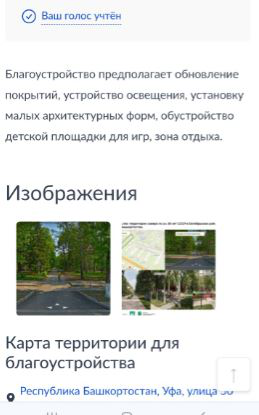 Ваш голос учтён
Благоустройство предполагает обновление
покрытий, устройство освещения, установку
малых архитектурных форм, обустройство
детской площадки для игр, зона отдыха.
Изображения
Карта территории для
благоустройства
Республика Башкортостан, Уфа, улица 50